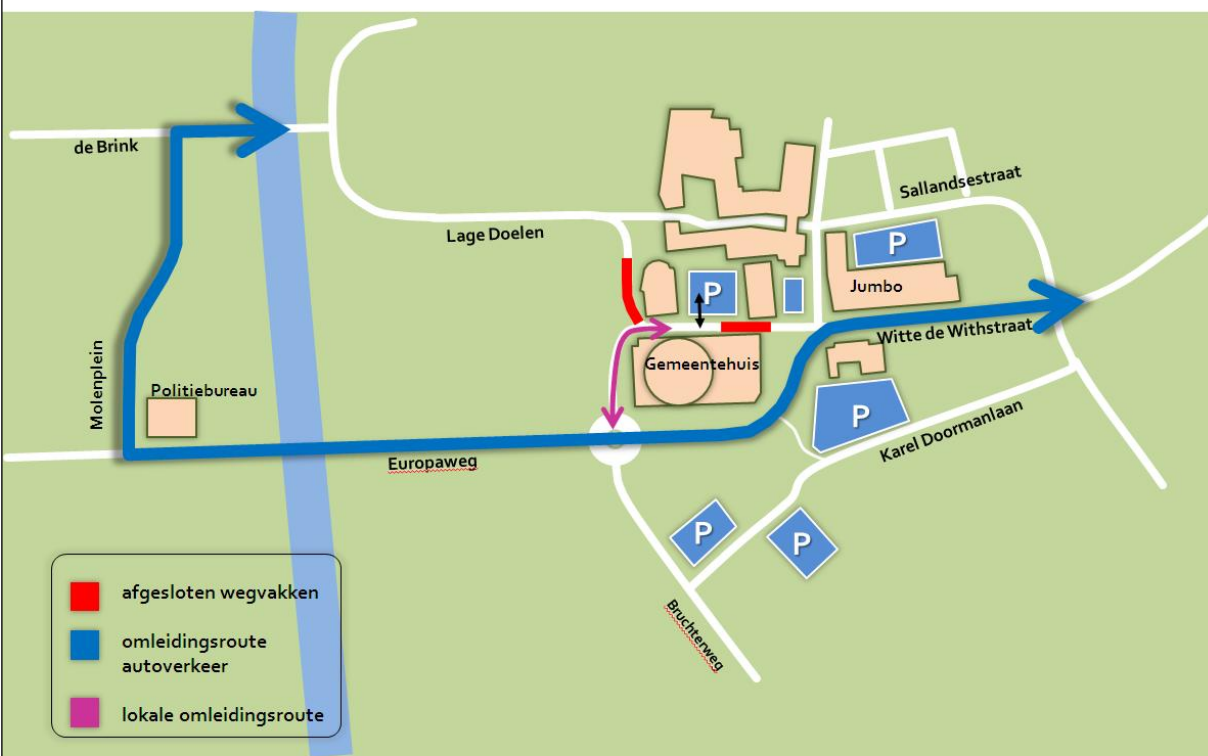 de Brink
Lage Doelen
Sallandsestraat
P
P
Jumbo
Witte de Withstraat
Gemeentehuis
Molenplein
Politiebureau
P
Karel Doormanlaan
Europaweg
P
P
Bruchterweg
afgesloten wegvakken
omleidingsroute
autoverkeer
lokale omleidingsroute